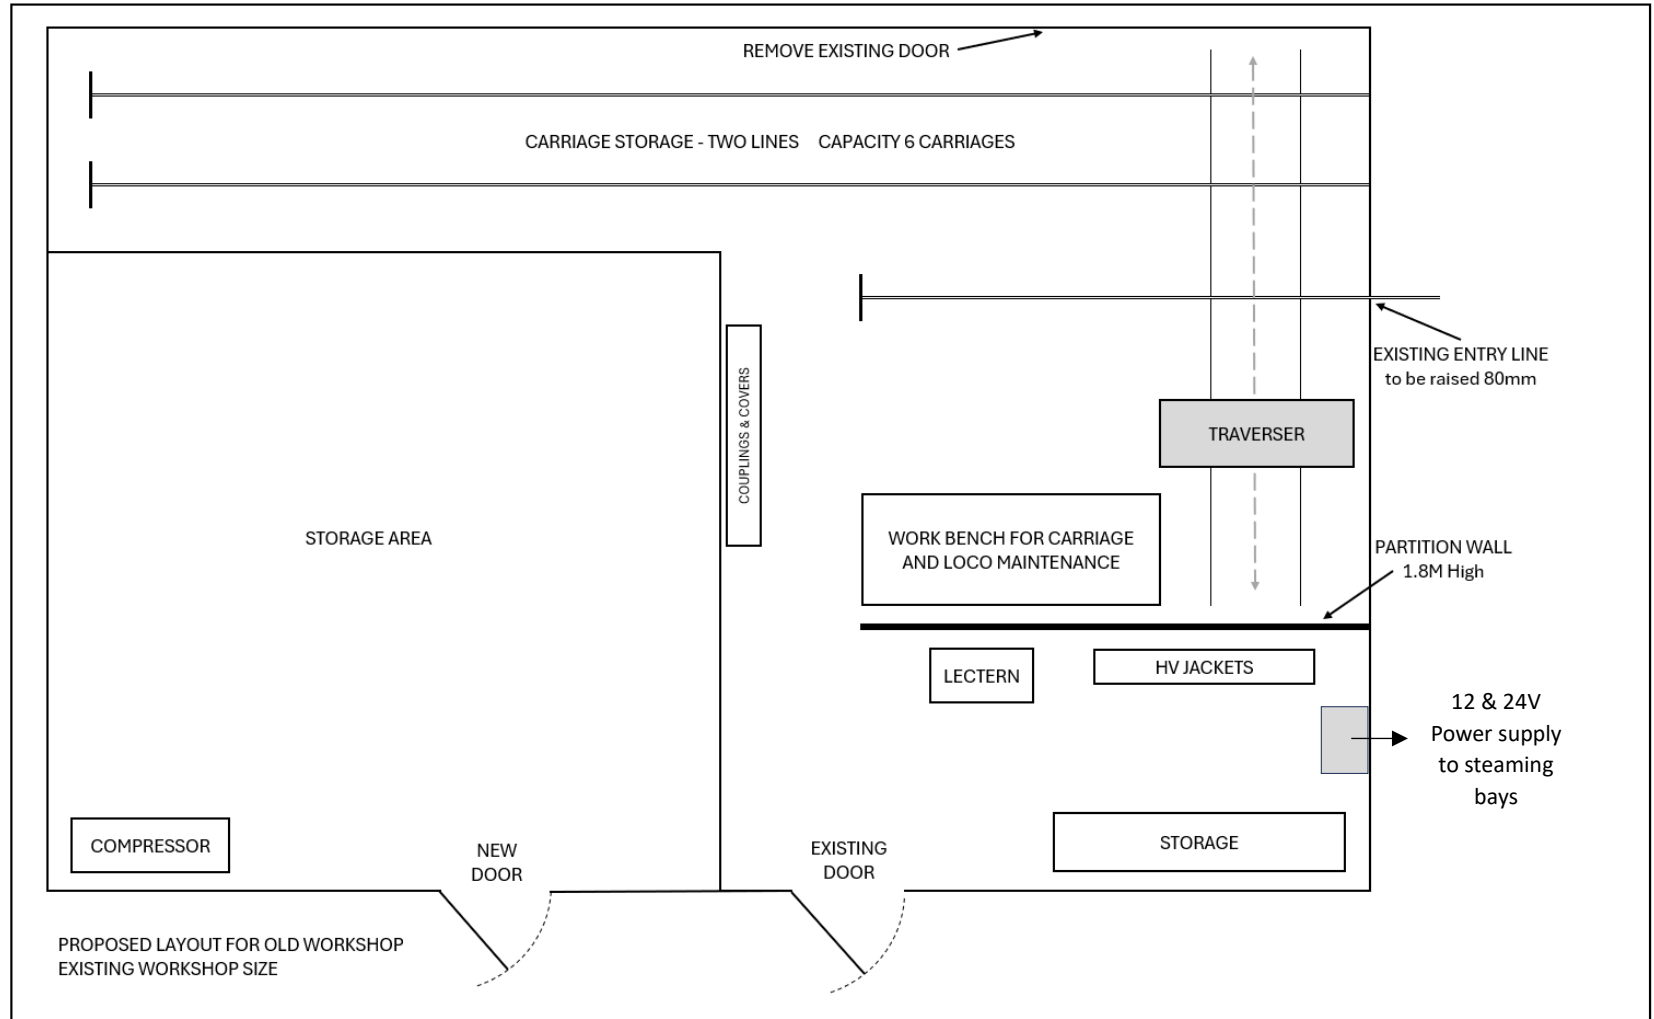 REMOVE EXISTING DOOR
CARRIAGE STORAGE - TWO LINES CAPACITY 6 CARRIAGES
EXISTING ENTRY LINE
to be raised 80mm
COUPLINGS & COVERS
TRAVERSER
STORAGE AREA
WORK BENCH FOR CARRIAGE
AND LOCO MAINTENANCE
PARTITION WALL
1.8M High
LECTERN
HV JACKETS
12 & 24V
Power supply
to steaming
bays
COMPRESSOR
NEW
DOOR
EXISTING
DOOR
STORAGE
PROPOSED LAYOUT FOR OLD WORKSHOP
EXISTING WORKSHOP SIZE